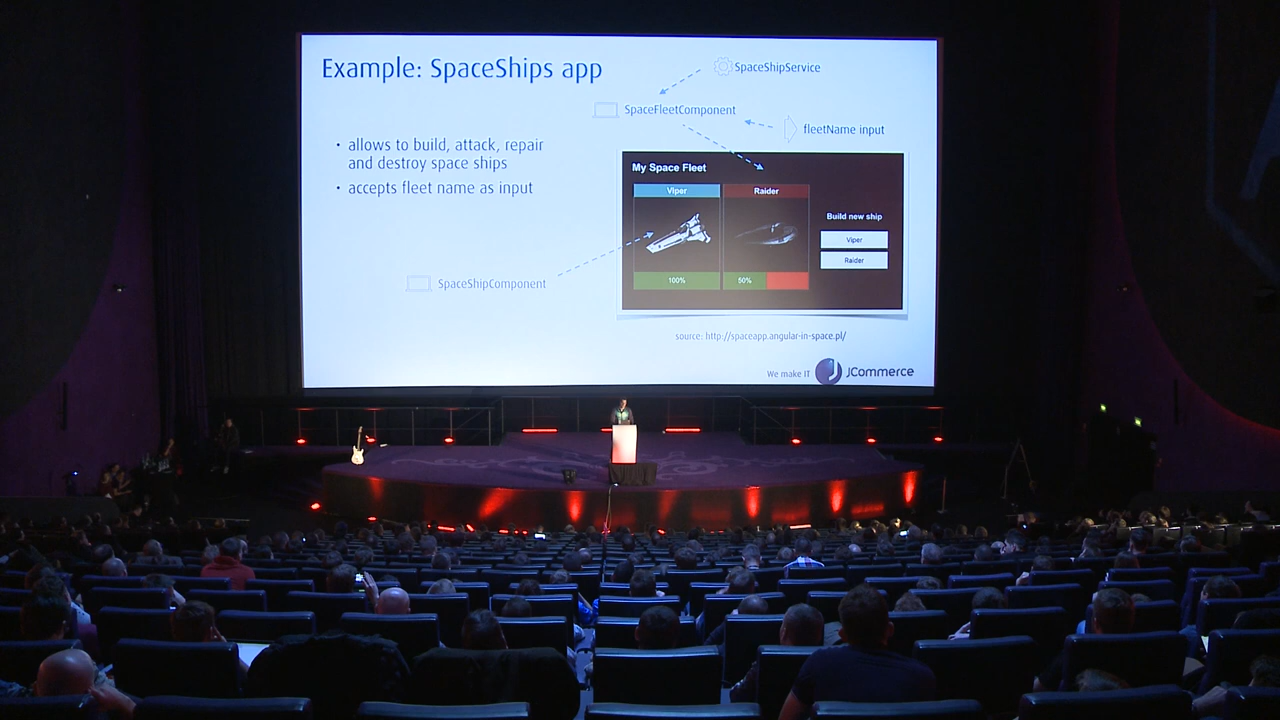 Example: SpaceShips app
SpaceShipService
SpaceFleetComponent
fleetName input
• allows to build, attack, repair
and destroy space ships
• accepts fleet name as input
My Space Fleet
Viper
Raider
Build new ship
Viper
Raider
100%
50%
SpaceShipComponent
source: http://spaceapp.angular-in-space.pl/
We make IT
JCommerce